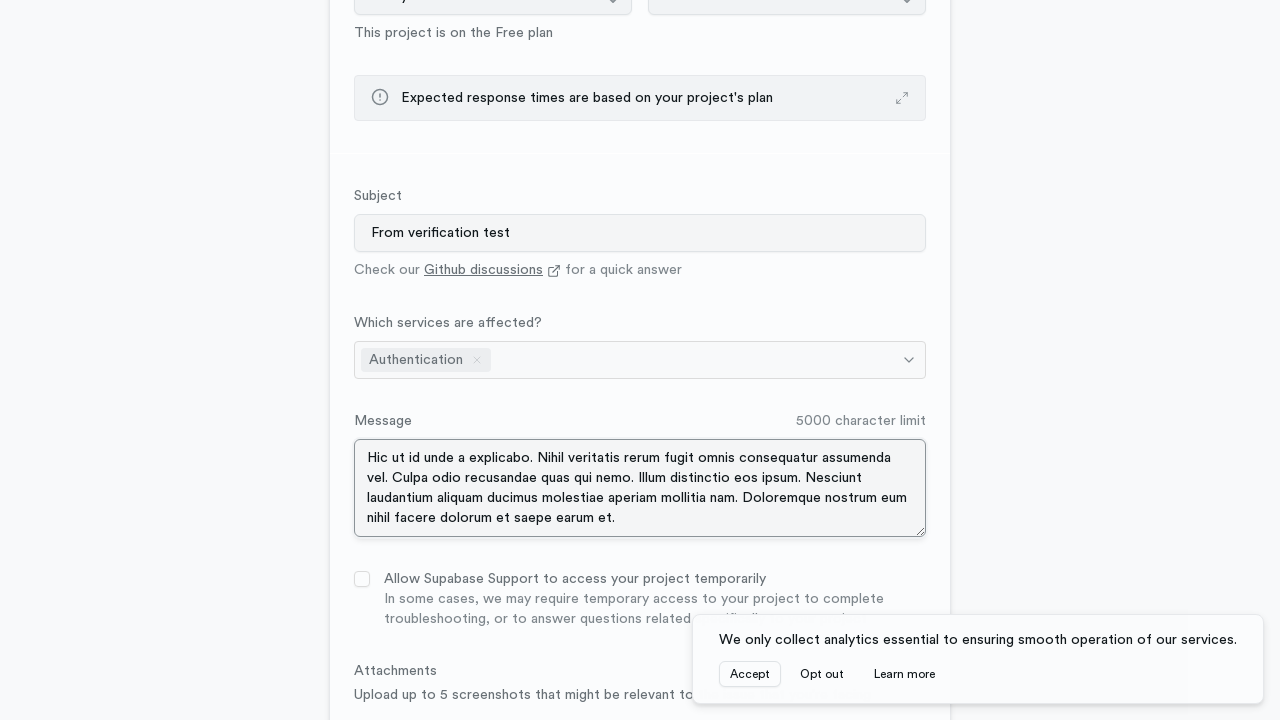 This project is on the Free plan
Expected response times are based on your project's plan
Subject
From verification test
Check our Github discussions for a quick answer
Which services are affected?
Authentication
Message
5000 character limit
Hic ut id unde a explicabo. Nihil veritatis rerum fugit omnis consequatur assumenda
vel. Culpa odio recusandae quas qui nemo. Illum distinctio eos ipsum. Nesciunt
laudantium aliquam ducimus molestiae aperiam mollitia nam. Doloremque nostrum eum
nihil facere dolorum et saepe earum et.
Allow Supabase Support to access your project temporarily
In some cases, we may require temporary access to your project to complete
troubleshooting, or to answer questions related
Attachments
Upload up to 5 screenshots that might be relevant to
We only collect analytics essential to ensuring smooth operation of our services.
Accept
Opt out
Learn more